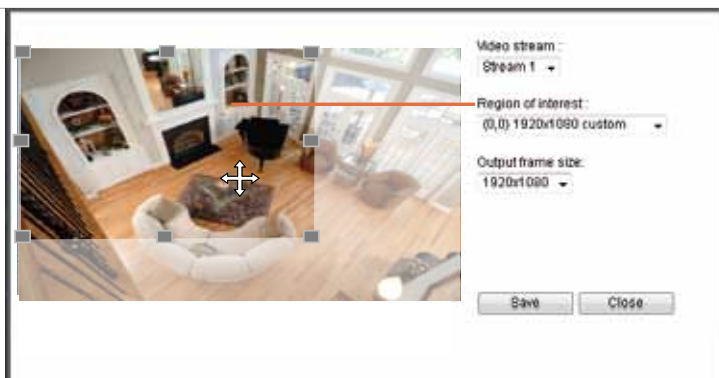 Video stream :
Stream 1
Region of interest :
(0,0) 1920x1080 custom
Output frame size:
1920x1080
Save
Close